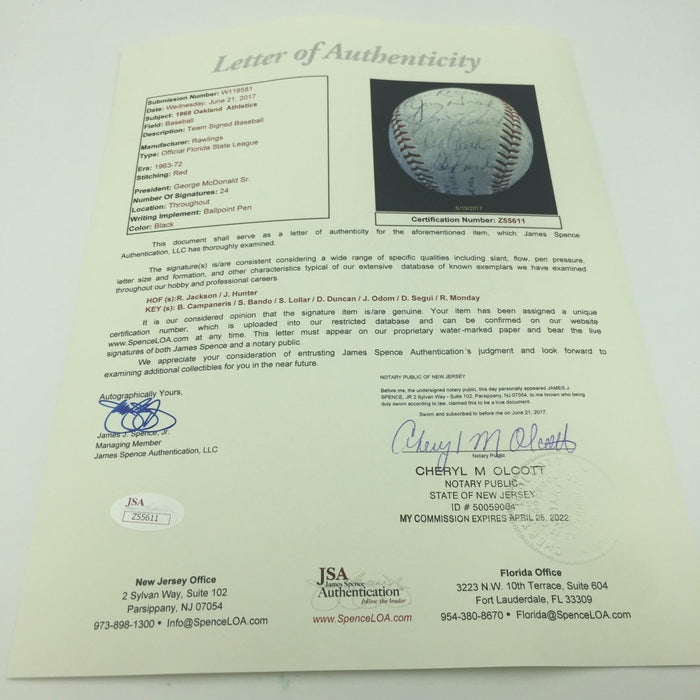 Letter of Authenticity
Submission Number: W118581
Date: Wednesday, June 21, 2017
Subject: 1968 Oakland Athletics
Field: Baseball
Description: Team Signed Baseball
Manufacturer: Rawlings
Type: Official Florida State League
Era: 1963-72
Stitching: Red
President: George McDonald Sr.
Number Of Signatures: 24
Location: Throughout
Writing Implement: Ballpoint Pen
Color: Black
6/19/2017
Certification Number: Z55611
This document shall serve as a letter of authenticity for the aforementioned item, which James Spence
Authentication, LLC has thoroughly examined.
The signature(s) is/are consistent considering a wide range of specific qualities including slant, flow, pen pressure,
letter size and formation, and other characteristics typical of our extensive database of known exemplars we have examined
throughout our hobby and professional careers.
HOF (s):R. Jackson / J. Hunter
KEY (s): B. Campaneris / S. Bando / S. Lollar / D. Duncan / J. Odom / D. Segui / R. Monday
It is our considered opinion that the signature item is/are genuine. Your item has been assigned a unique
certification number, which is uploaded into our restricted database and can be confirmed on our website
www.SpenceLOA.com at any time. This letter must appear on our proprietary water-marked paper and bear the live
signatures of both James Spence and a notary public.
We appreciate your consideration of entrusting James Spence Authentication's judgment and look forward to
examining additional collectibles for you in the near future.
NOTARY PUBLIC OF NEW JERSEY
Before me, the undersigned notary public, this day personally appeared JAMES J.
SPENCE, JR 2 Sylvan Way - Suite 102, Parsippany, NJ 07054, to me known who being
duly sworn according to law, claimed this to be a true document.
Sworn and subscribed to before me on June 21, 2017.
Autographically Yours,
James J. Spence, Jr.
Managing Member
James Spence Authentication, LLC
Cheryl M Olcott
Notary Public
CHERYL M OLCOTT
NOTARY PUBLIC
STATE OF NEW JERSEY
ID # 5005900
MY COMMISSION EXPIRES APRIL 25, 2022
JSA
Z55611
New Jersey Office
2 Sylvan Way, Suite 102
Parsippany, NJ 07054
973-898-1300 • Info@SpenceLOA.com
JSA
James Spence
Authentication
follow the leader
www.SpenceLOA.com
Florida Office
3223 N.W. 10th Terrace, Suite 604
Fort Lauderdale, FL 33309
954-380-8670 • Florida@SpenceLOA.com